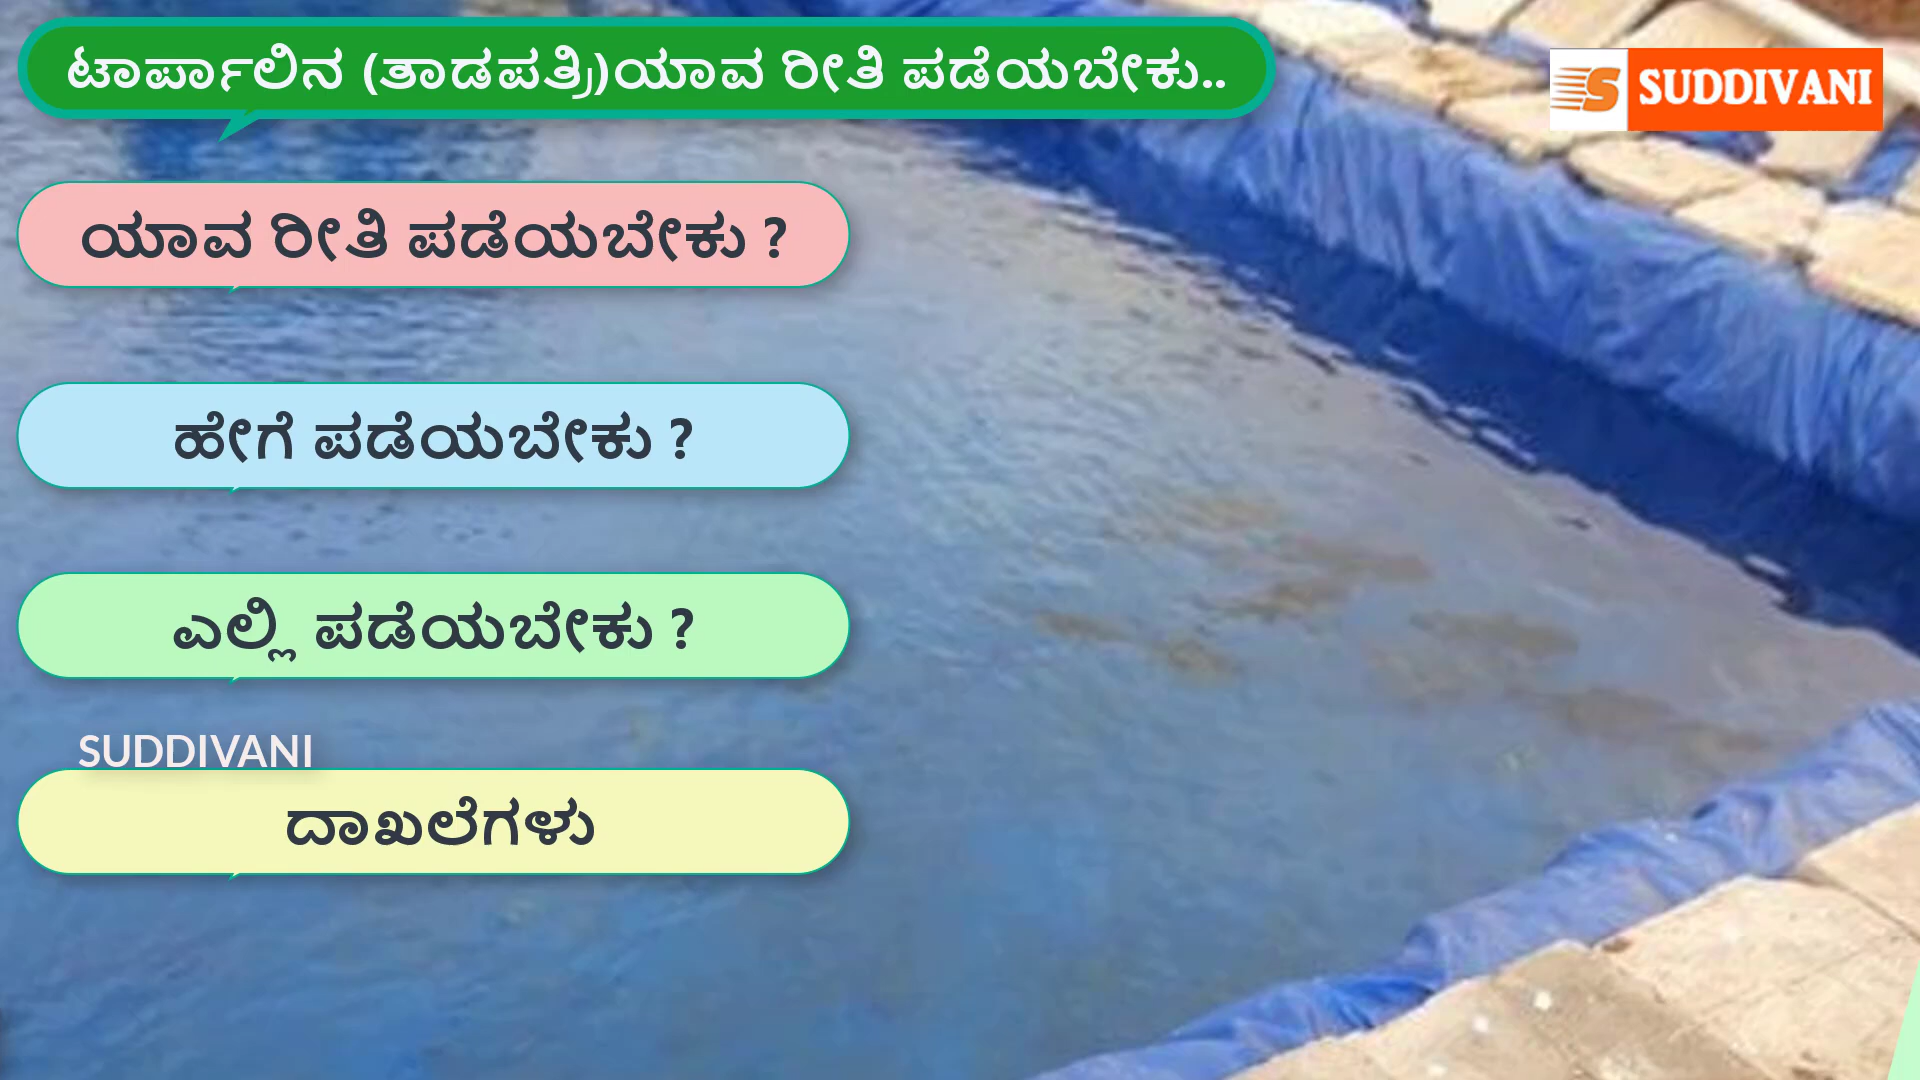 ಟಾರ್ಪಾಲಿನ (ತಾಡಪತ್ರಿ)ಯಾವ ರೀತಿ ಪಡೆಯಬೇಕು..
SUDDIVANI
ಯಾವ ರೀತಿ ಪಡೆಯಬೇಕು ?
ಹೇಗೆ ಪಡೆಯಬೇಕು ?
ಎಲ್ಲಿ ಪಡೆಯಬೇಕು ?
SUDDIVANI
ದಾಖಲೆಗಳು